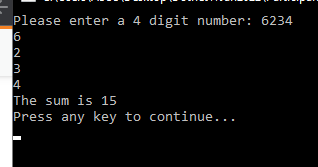 Please enter a 4 digit number: 6234
6
2
3
4
The sum is 15
Press any key to continue...